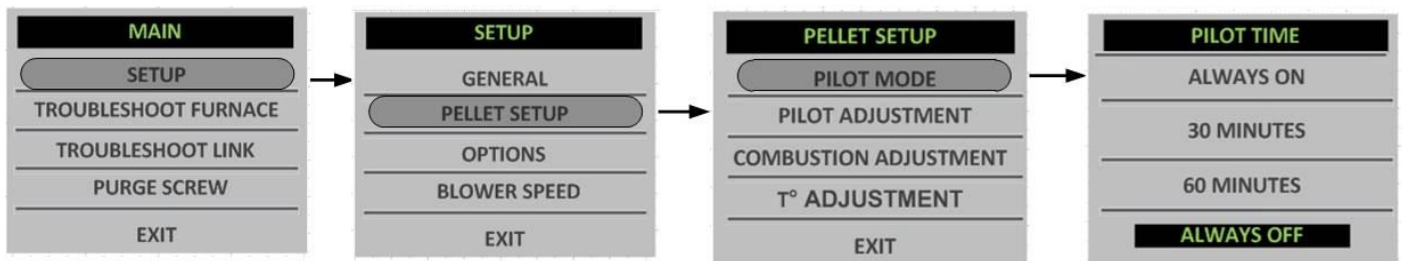 MAIN
SETUP
TROUBLESHOOT FURNACE
TROUBLESHOOT LINK
PURGE SCREW
EXIT
SETUP
GENERAL
PELLET SETUP
OPTIONS
BLOWER SPEED
EXIT
PELLET SETUP
PILOT MODE
PILOT ADJUSTMENT
COMBUSTION ADJUSTMENT
T° ADJUSTMENT
EXIT
PILOT TIME
ALWAYS ON
30 MINUTES
60 MINUTES
ALWAYS OFF